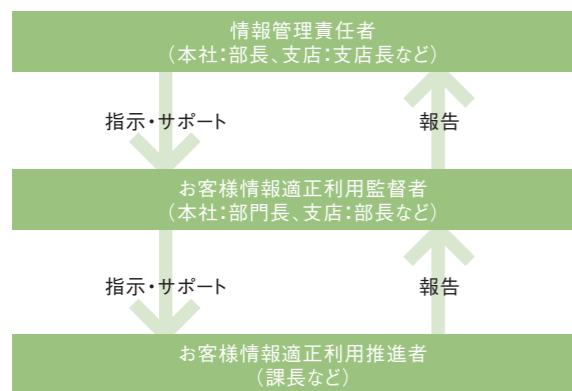 情報管理責任者
（本社：部長、支店：支店長など）
指示・サポート
報告
お客様情報適正利用監督者
（本社：部門長、支店：部長など）
指示・サポート
報告
お客様情報適正利用推進者
（課長など）